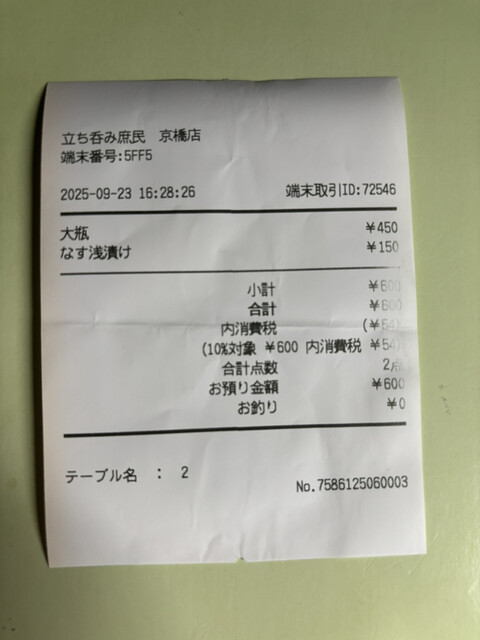 立ち呑み庶民 京橋店
端末番号:5FF5
2025-09-23 16:28:26 端末取引ID:72546
大瓶 ¥450
なす浅漬け ¥150
小計 ¥600
合計 ¥600
内消費税 (¥54)
(10%対象 ¥600 内消費税 ¥54)
合計点数 2点
お預り金額 ¥600
お釣り ¥0
テーブル名 : 2
No.7586125060003